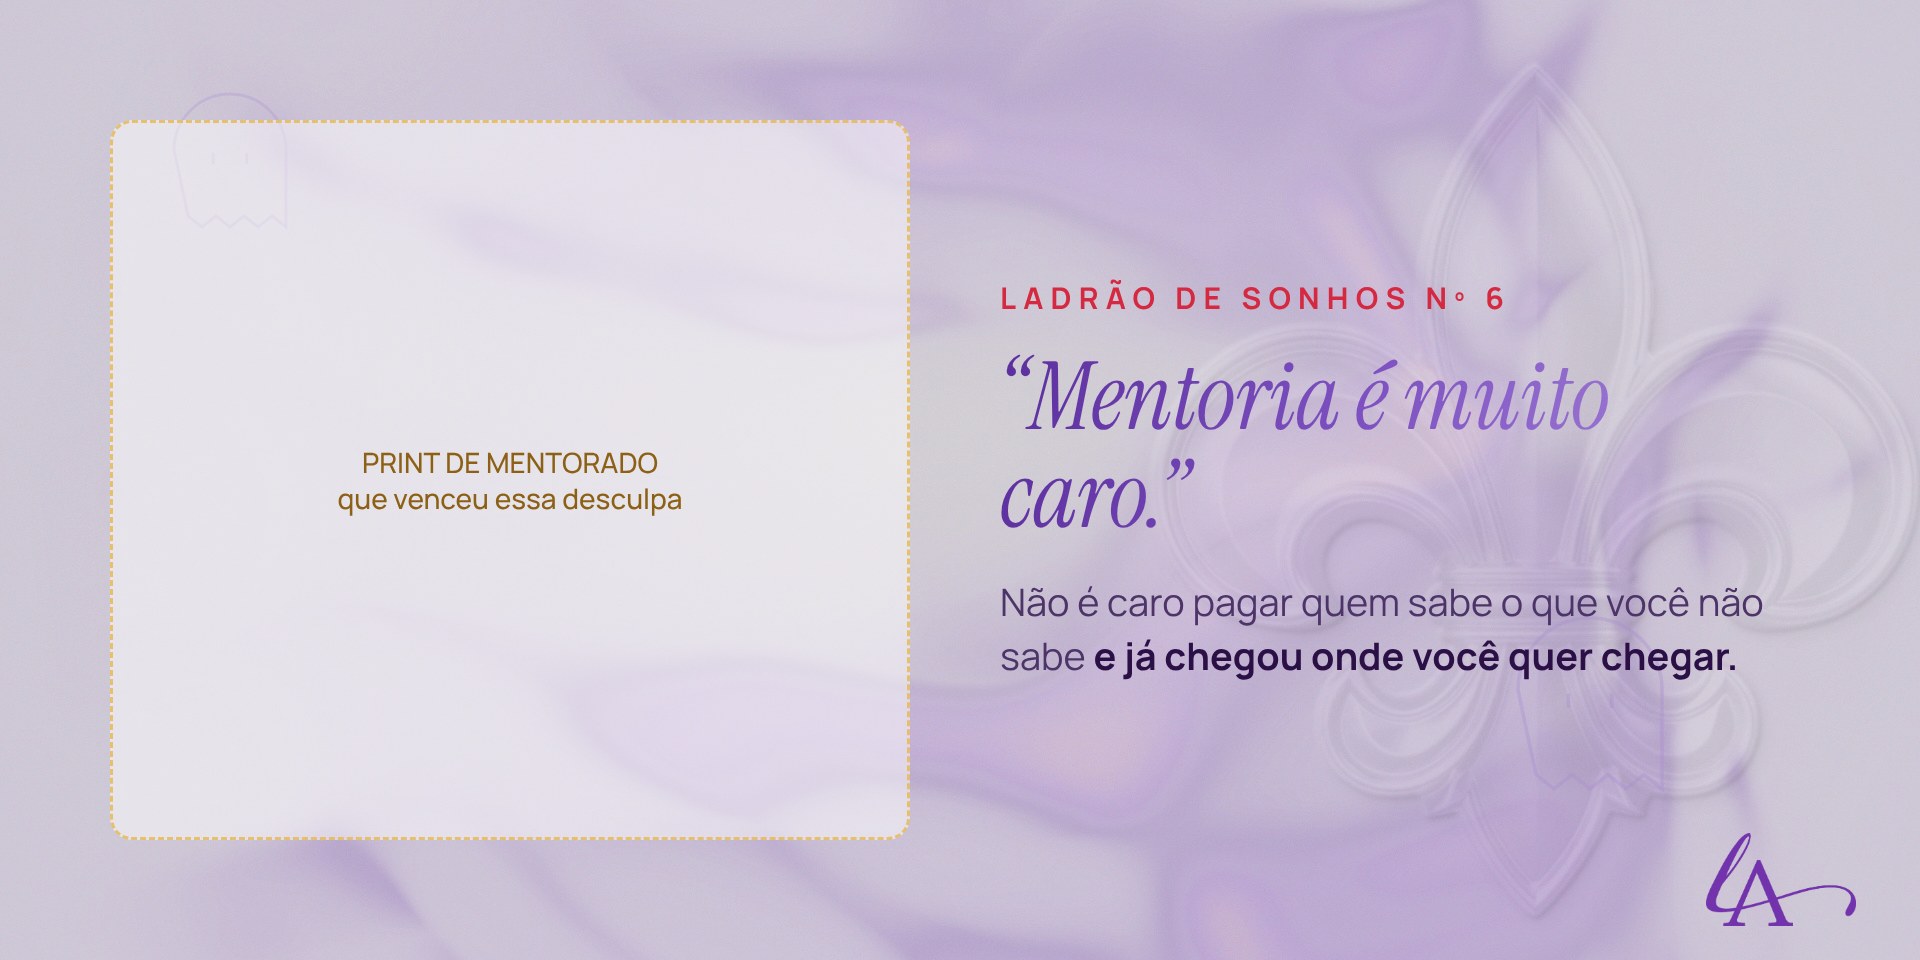 PRINT DE MENTORADO
que venceu essa desculpa
LADRÃO DE SONHOS Nº 6
“Mentoria é muito
caro.”
Não é caro pagar quem sabe o que você não
sabe e já chegou onde você quer chegar.
lA